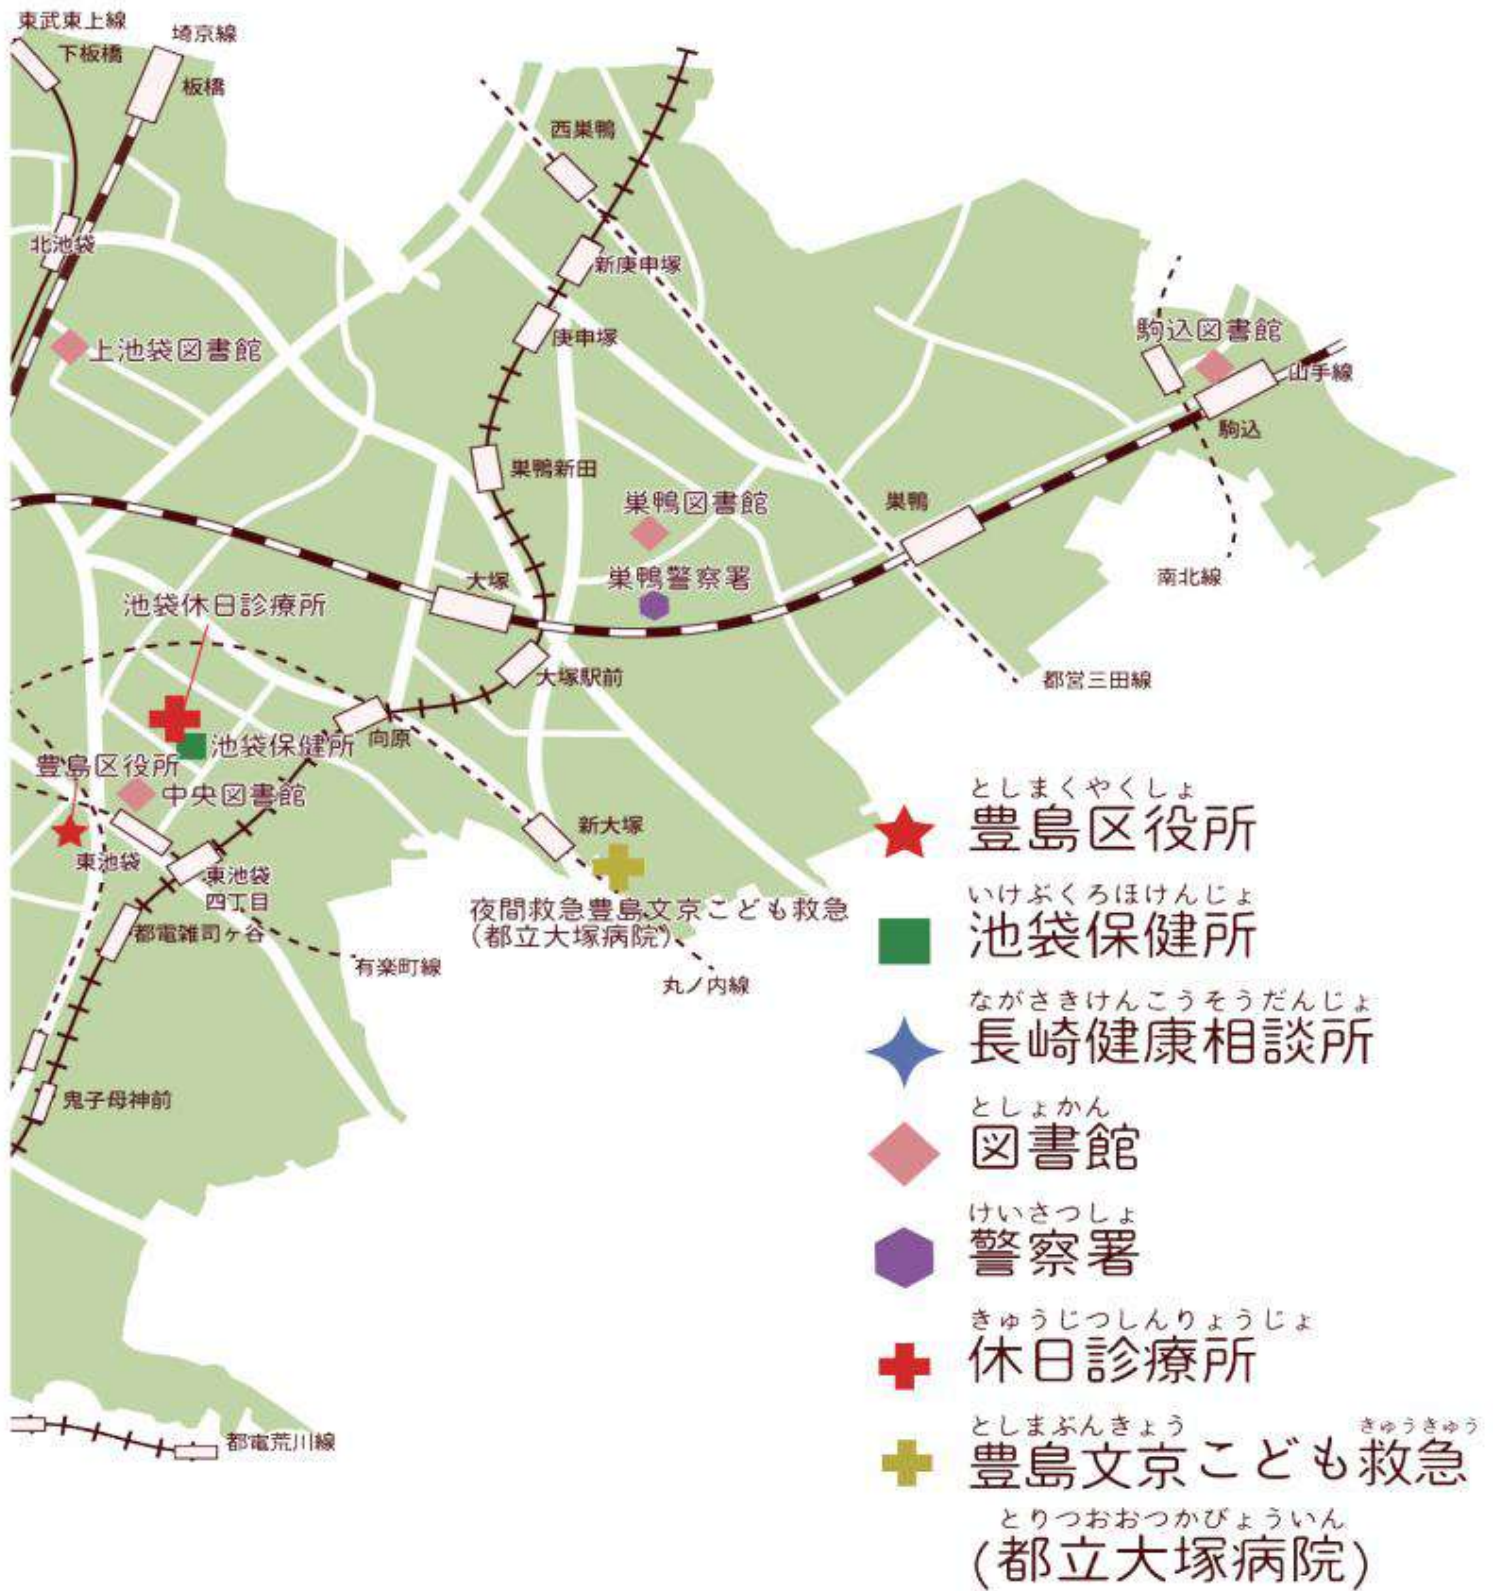 東武東上線
埼京線
下板橋
板橋
西巣鴨
北池袋
新庚申塚
上池袋図書館
庚申塚
駒込図書館
山手線
駒込
巣鴨新田
巣鴨図書館
巣鴨
大塚
巣鴨警察署
南北線
池袋休日診療所
大塚駅前
都営三田線
向原
池袋保健所
豊島区役所
中央図書館
新大塚
東池袋
東池袋
四丁目
夜間救急豊島文京こども救急
(都立大塚病院)
都電雑司ヶ谷
有楽町線
丸ノ内線
鬼子母神前
都電荒川線
としまくやくしょ
豊島区役所
いけぶくろほけんじょ
池袋保健所
ながさきけんこうそうだんじょ
長崎健康相談所
としょかん
図書館
けいさつしょ
警察署
きゅうじつしんりょうじょ
休日診療所
としまぶんきょう きゅうきゅう
豊島文京こども救急
とりつおおつかびょういん
(都立大塚病院)